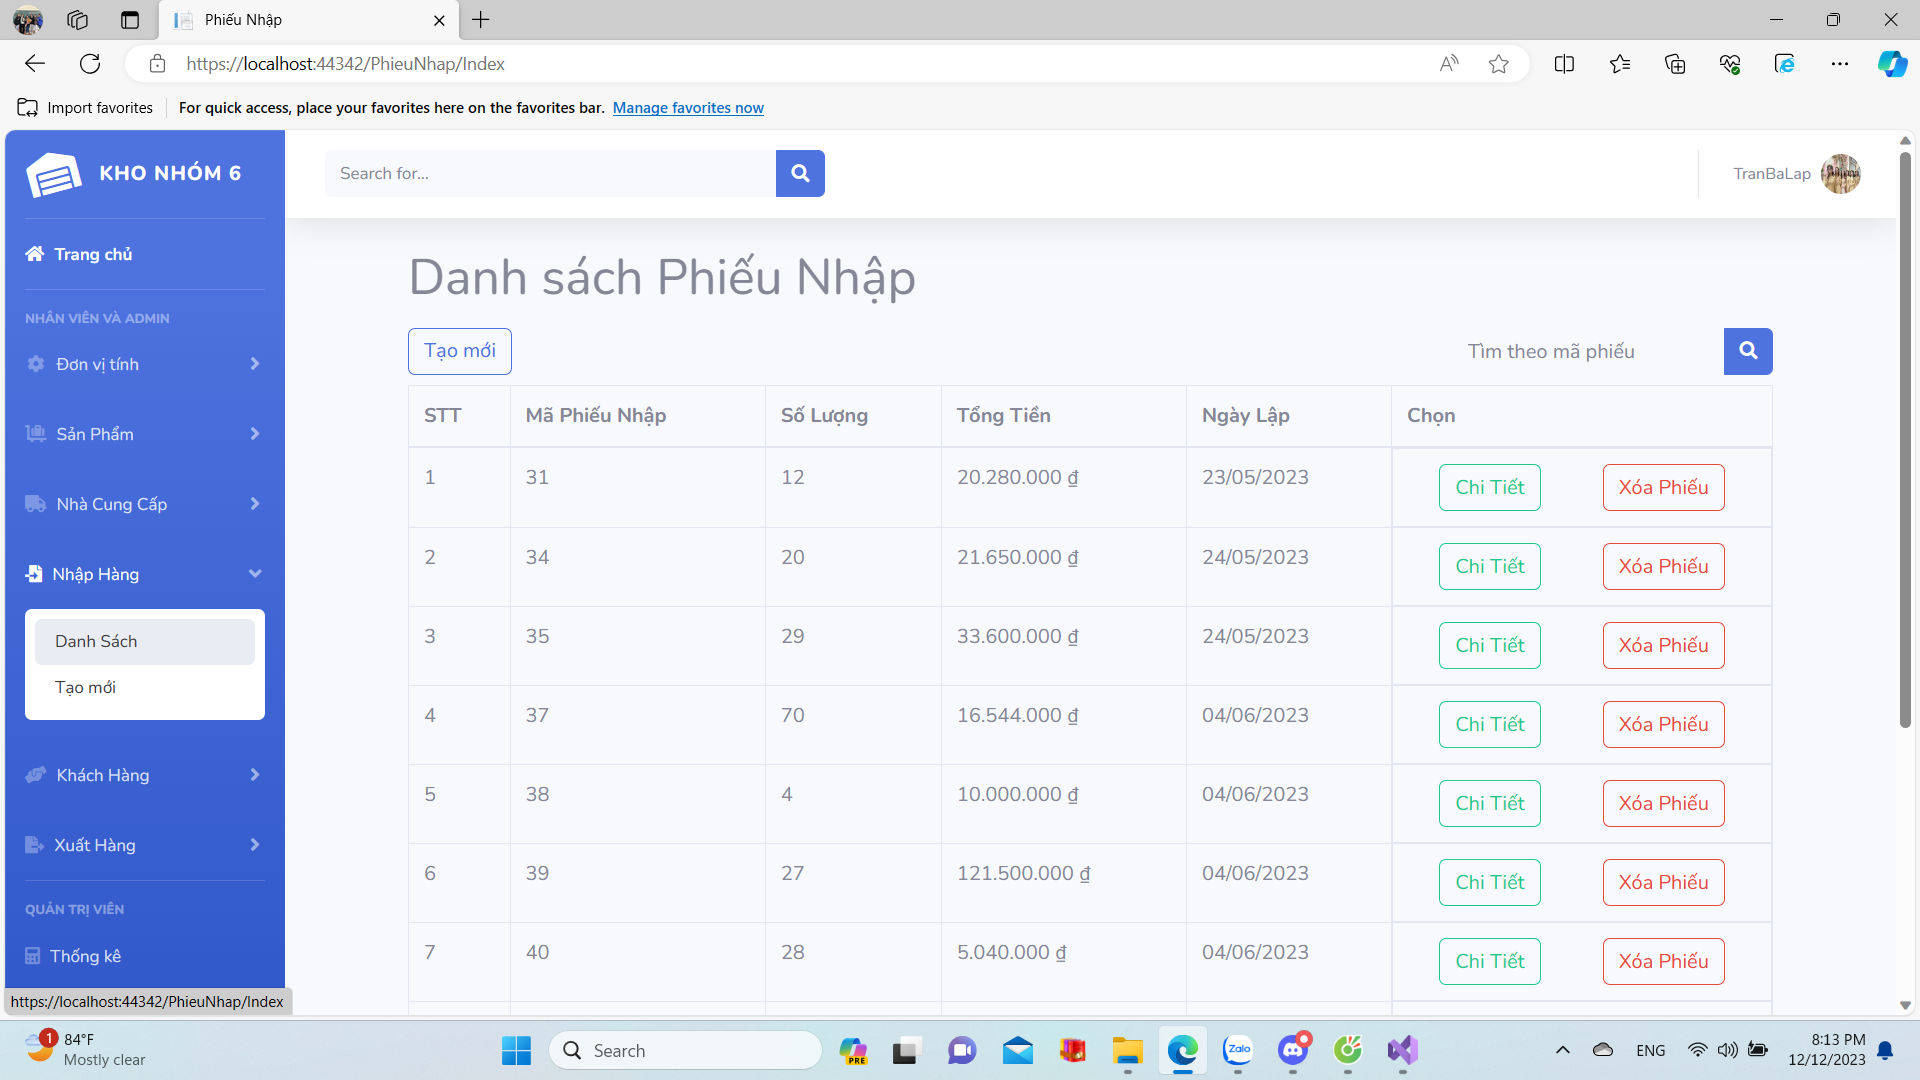 Phiếu Nhập
https://localhost:44342/PhieuNhap/Index
Import favorites
For quick access, place your favorites here on the favorites bar. Manage favorites now
KHO NHÓM 6
Search for...
TranBaLap
Trang chủ
NHÂN VIÊN VÀ ADMIN
Đơn vị tính
Sản Phẩm
Nhà Cung Cấp
Nhập Hàng
Danh Sách
Tạo mới
Khách Hàng
Xuất Hàng
QUẢN TRỊ VIÊN
Thống kê
Danh sách Phiếu Nhập
Tạo mới
Tìm theo mã phiếu
STT Mã Phiếu Nhập Số Lượng Tổng Tiền Ngày Lập Chọn
1 31 12 20.280.000 ₫ 23/05/2023 Chi Tiết Xóa Phiếu
2 34 20 21.650.000 ₫ 24/05/2023 Chi Tiết Xóa Phiếu
3 35 29 33.600.000 ₫ 24/05/2023 Chi Tiết Xóa Phiếu
4 37 70 16.544.000 ₫ 04/06/2023 Chi Tiết Xóa Phiếu
5 38 4 10.000.000 ₫ 04/06/2023 Chi Tiết Xóa Phiếu
6 39 27 121.500.000 ₫ 04/06/2023 Chi Tiết Xóa Phiếu
7 40 28 5.040.000 ₫ 04/06/2023 Chi Tiết Xóa Phiếu
https://localhost:44342/PhieuNhap/Index
1
84°F
Mostly clear
Search
PRE
Zalo
ENG
8:13 PM
12/12/2023